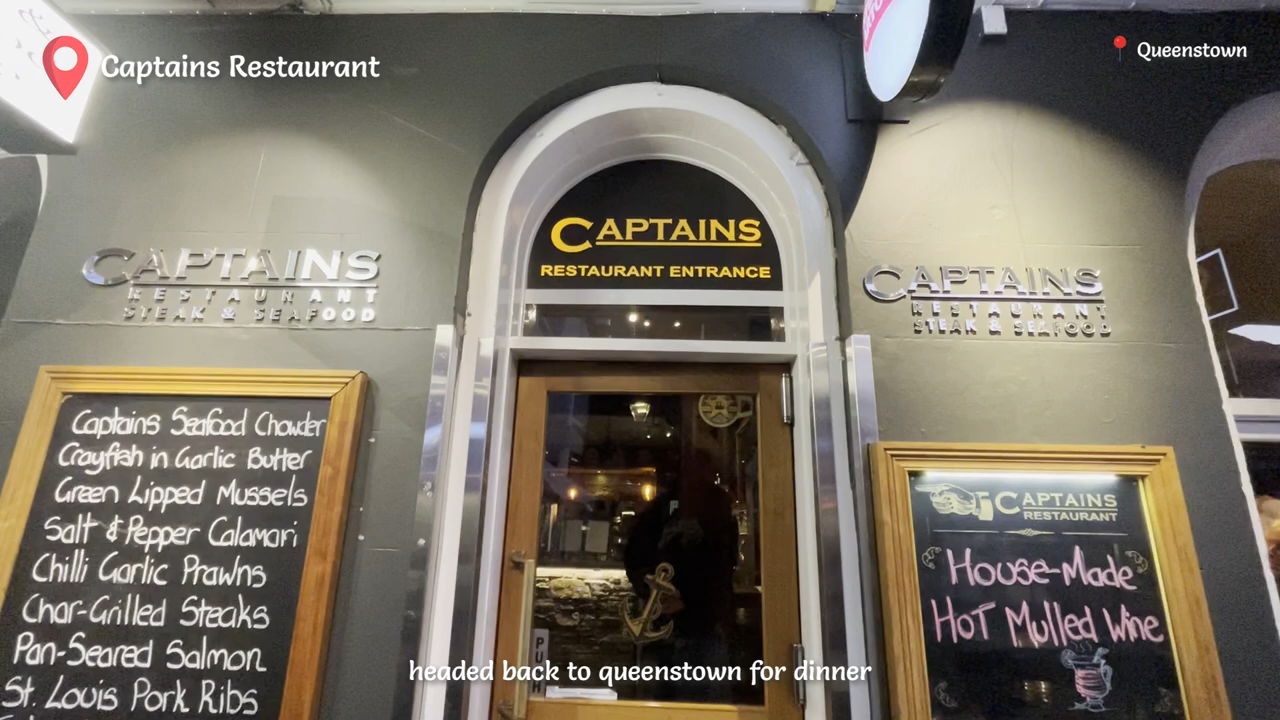 Captains Restaurant
Queenstown
CAPTAINS
RESTAURANT ENTRANCE
CAPTAINS
RESTAURANT
STEAK & SEAFOOD
CAPTAINS
RESTAURANT
STEAK & SEAFOOD
Captains Seafood Chowder
Crayfish in Garlic Butter
Green Lipped Mussels
Salt & Pepper Calamari
Chilli Garlic Prawns
Char-Grilled Steaks
Pan-Seared Salmon
St. Louis Pork Ribs
CAPTAINS
RESTAURANT
House-Made
Hot Mulled Wine
PUSH
headed back to queenstown for dinner